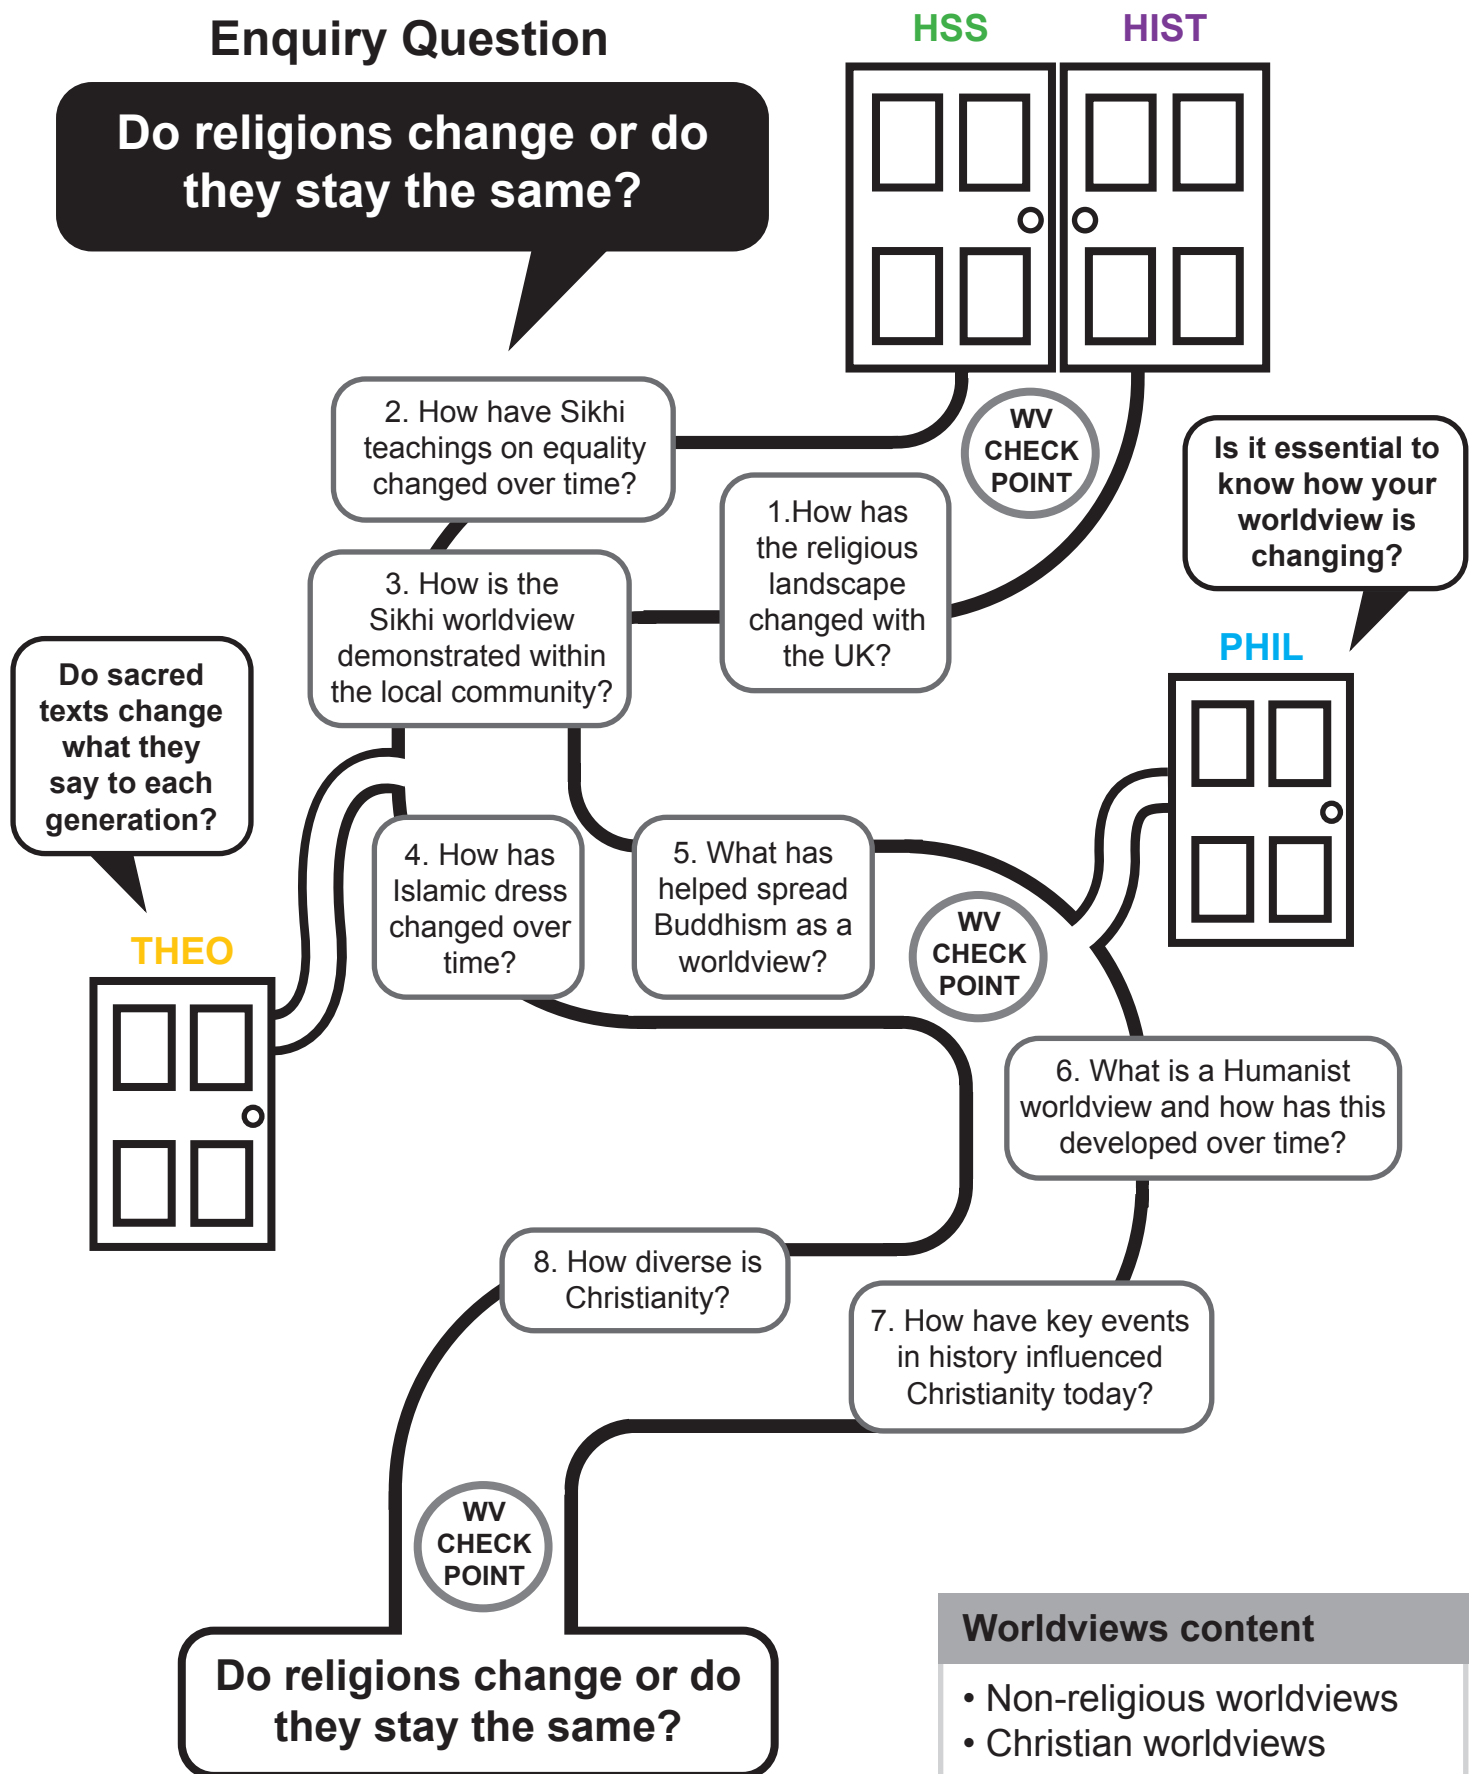 Enquiry Question
Do religions change or do
they stay the same?
HSS
HIST
2. How have Sikhi
teachings on equality
changed over time?
WV
CHECK
POINT
Is it essential to
know how your
worldview is
changing?
1.How has
the religious
landscape
changed with
the UK?
3. How is the
Sikhi worldview
demonstrated within
the local community?
PHIL
Do sacred
texts change
what they
say to each
generation?
THEO
4. How has
Islamic dress
changed over
time?
5. What has
helped spread
Buddhism as a
worldview?
WV
CHECK
POINT
6. What is a Humanist
worldview and how has this
developed over time?
8. How diverse is
Christianity?
7. How have key events
in history influenced
Christianity today?
WV
CHECK
POINT
Do religions change or do
they stay the same?
Worldviews content
• Non-religious worldviews
• Christian worldviews